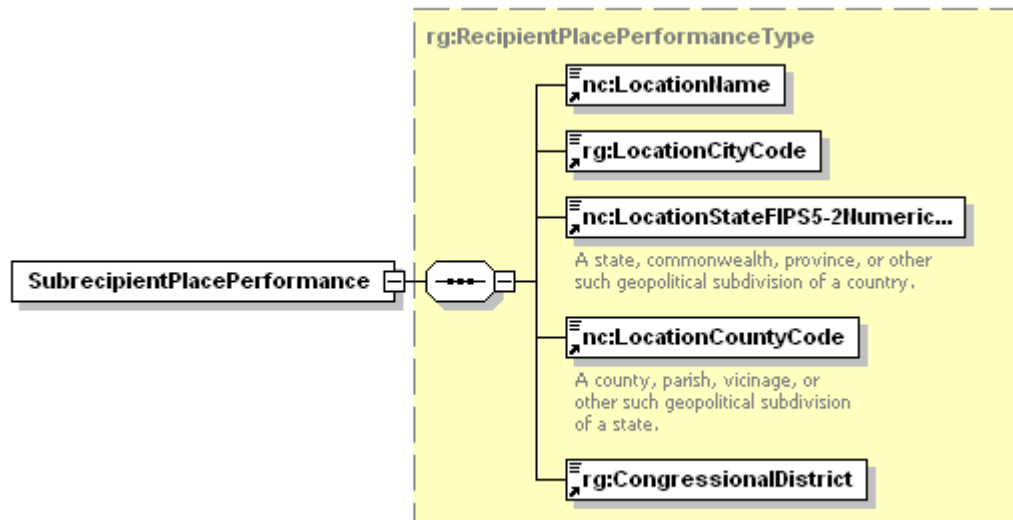 rg:RecipientPlacePerformanceType
nc:LocationName
rg:LocationCityCode
nc:LocationStateFIPS5-2Numeric...
A state, commonwealth, province, or other
such geopolitical subdivision of a country.
SubrecipientPlacePerformance
nc:LocationCountyCode
A county, parish, vicinage, or
other such geopolitical subdivision
of a state.
rg:CongressionalDistrict